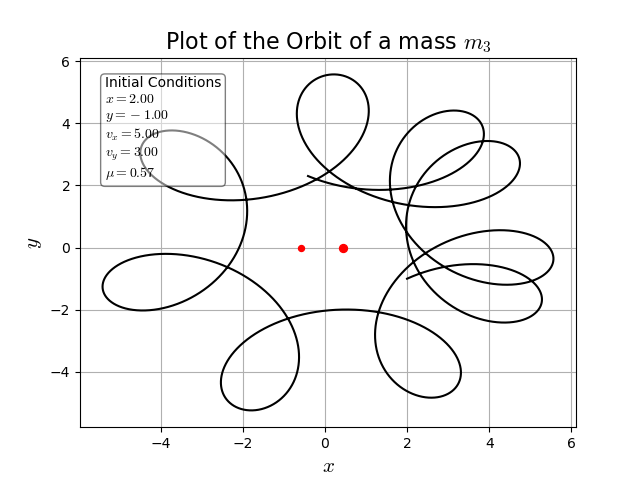 Plot of the Orbit of a mass m₃
Initial Conditions
x = 2.00
y = −1.00
vₓ = 5.00
v_y = 3.00
μ = 0.57
6
4
2
0
−2
−4
y
−4 −2 0 2 4 6
x